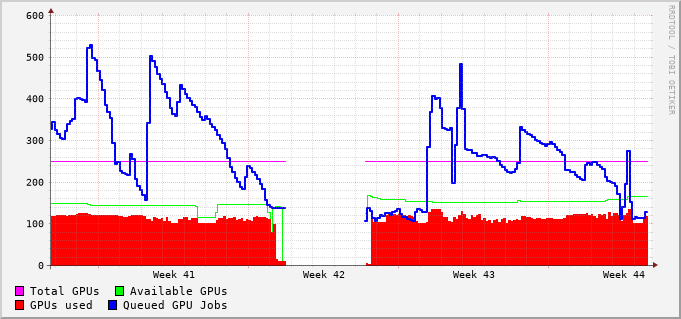 600
500
400
300
200
100
0
Week 41 Week 42 Week 43 Week 44
Total GPUs Available GPUs
GPUs used Queued GPU Jobs
RRDTOOL / TOBI OETIKER